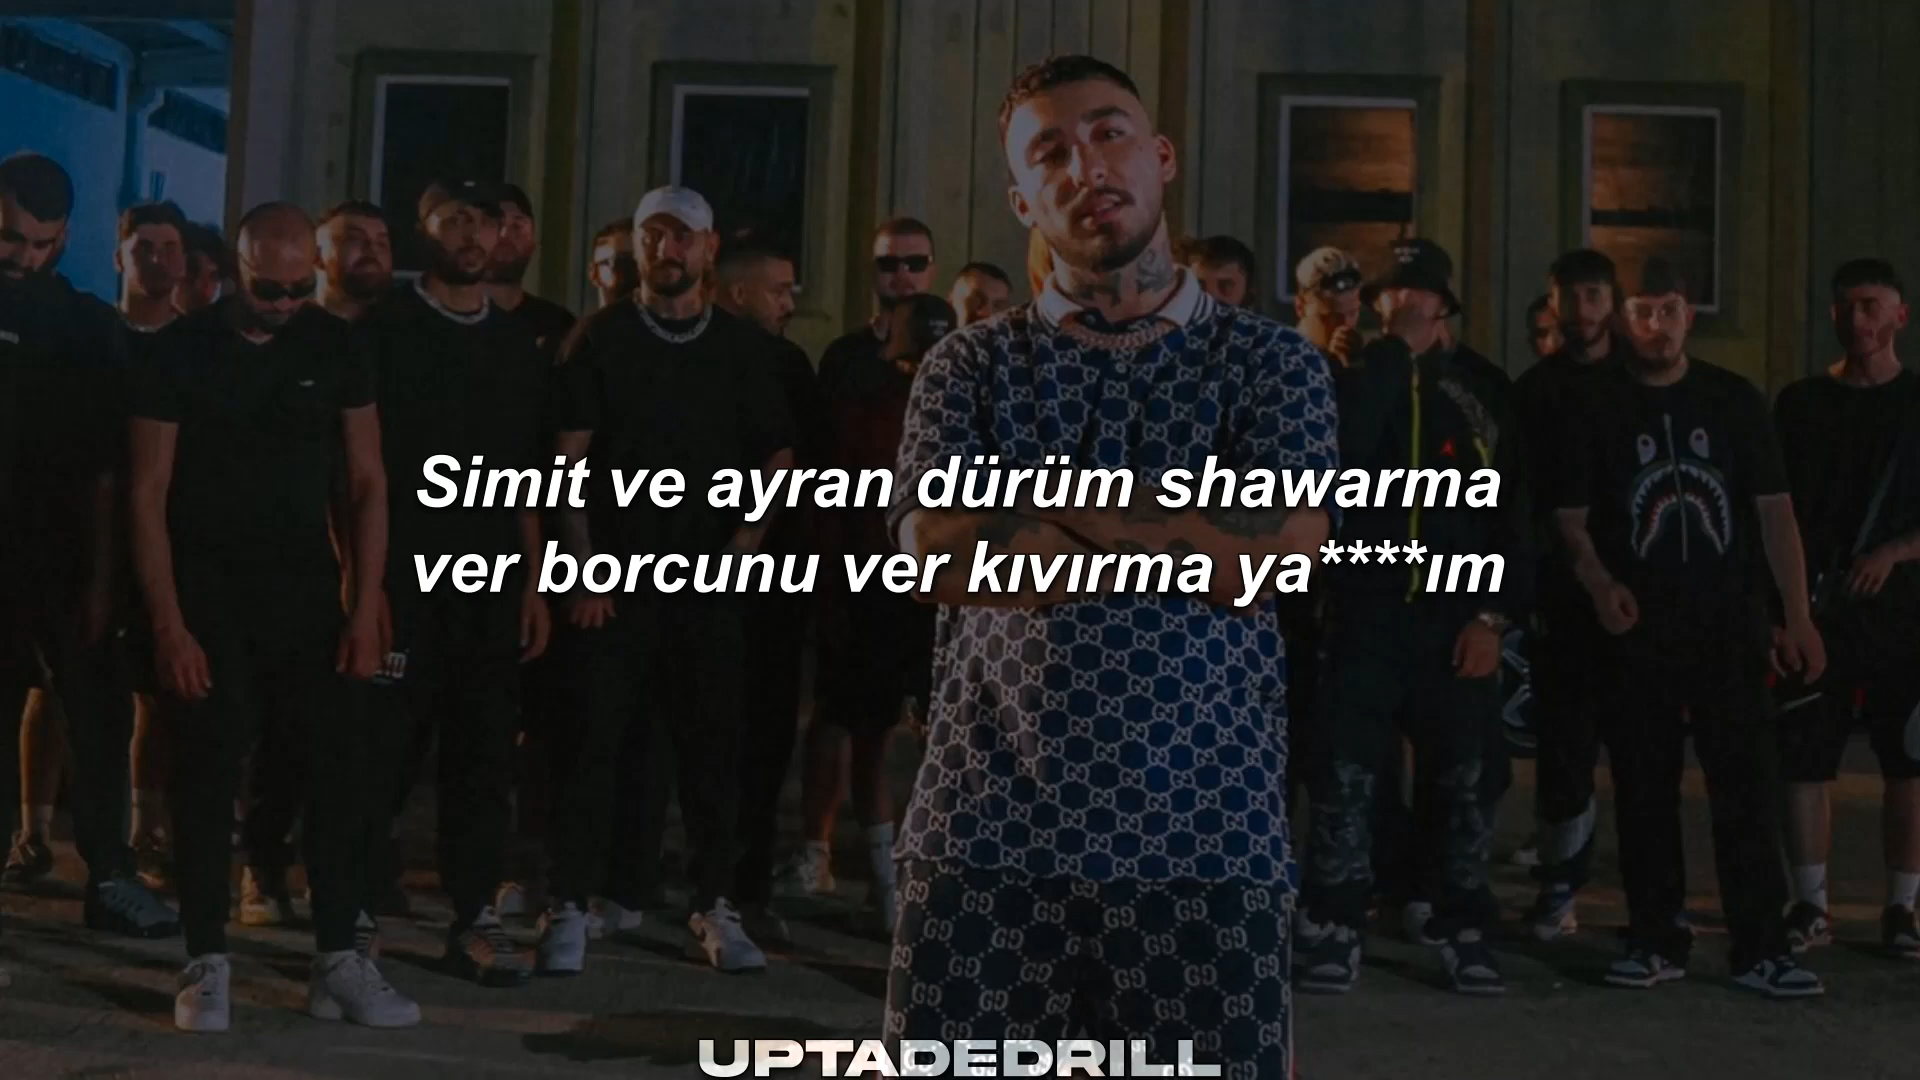 Simit ve ayran dürüm shawarma
ver borcunu ver kıvırma ya****ım
UPTADEDRILL